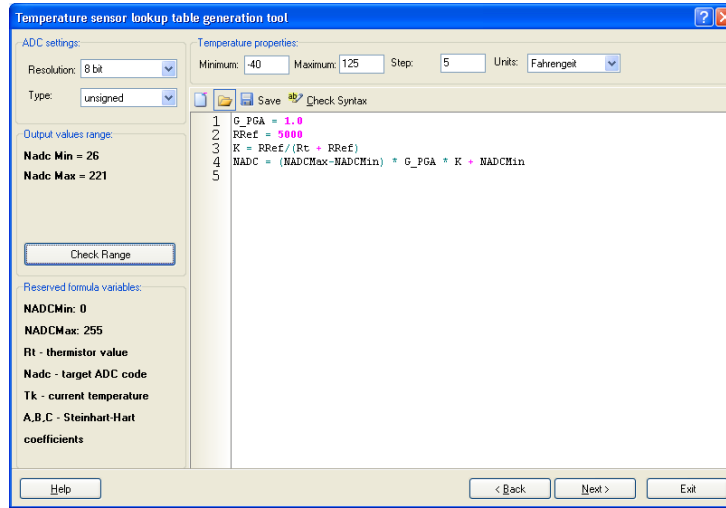 Temperature sensor lookup table generation tool
ADC settings:
Resolution: 8 bit
Type: unsigned
Temperature properties:
Minimum: -40 Maximum: 125 Step: 5 Units: Fahrengeit
Save Check Syntax
1 G_PGA = 1.0
2 RRef = 5000
3 K = RRef/(Rt + RRef)
4 NADC = (NADCMax-NADCMin) * G_PGA * K + NADCMin
5
Output values range:
Nadc Min = 26
Nadc Max = 221
Check Range
Reserved formula variables:
NADCMin: 0
NADCMax: 255
Rt - thermistor value
Nadc - target ADC code
Tk - current temperature
A,B,C - Steinhart-Hart
coefficients
Help < Back Next > Exit